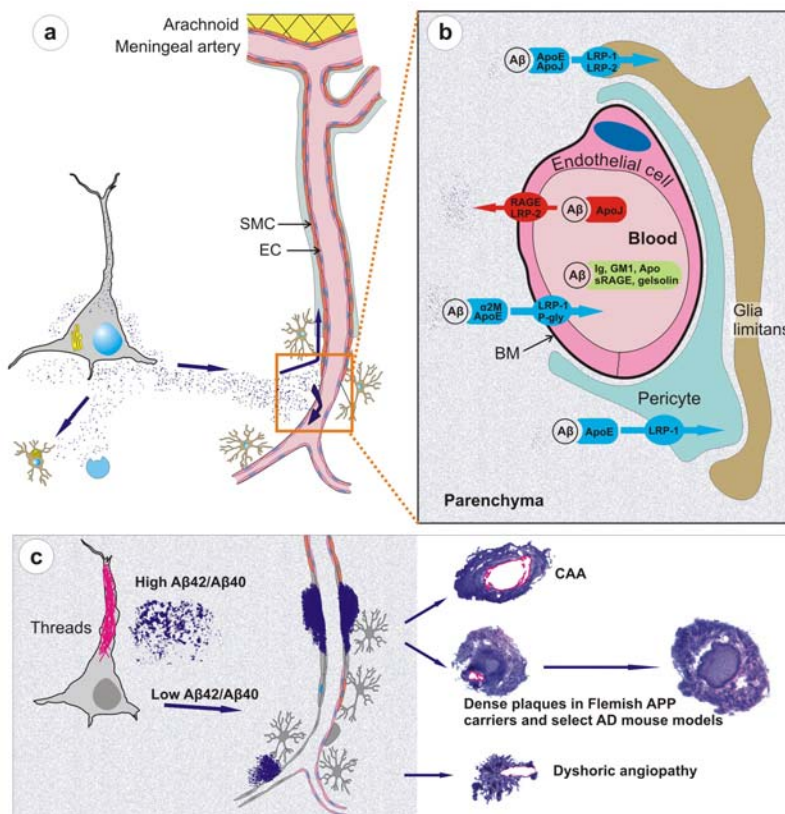 a
Arachnoid
Meningeal artery
SMC
EC
b
Aβ
ApoE
ApoJ
LRP-1
LRP-2
Endothelial cell
RAGE
LRP-2
Aβ
ApoJ
Blood
Aβ
Ig, GM1, Apo
sRAGE, gelsolin
Aβ
α2M
ApoE
LRP-1
P-gly
BM
Glia
limitans
Pericyte
Aβ
ApoE
LRP-1
Parenchyma
c
Threads
High Aβ42/Aβ40
Low Aβ42/Aβ40
CAA
Dense plaques in Flemish APP
carriers and select AD mouse models
Dyshoric angiopathy